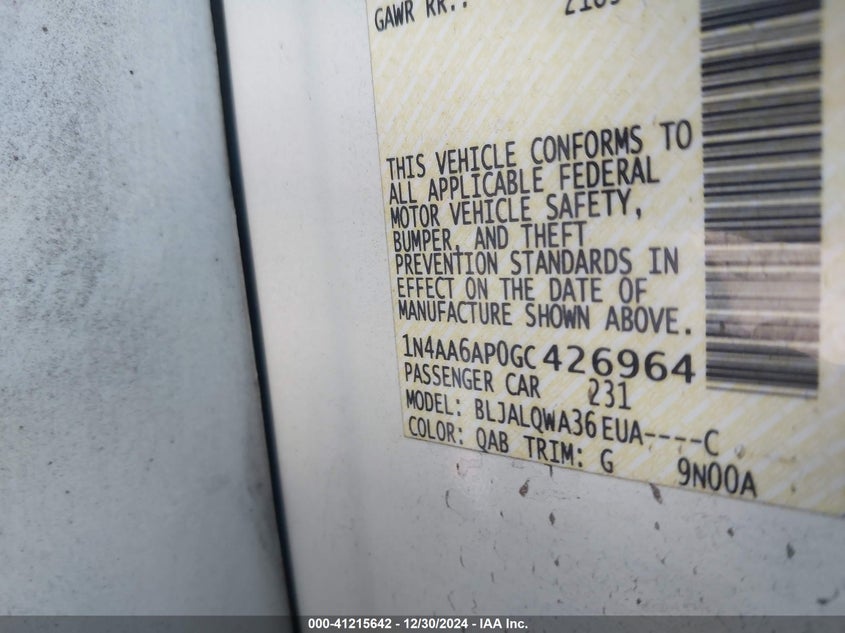 GAWR RR.:
THIS VEHICLE CONFORMS TO
ALL APPLICABLE FEDERAL
MOTOR VEHICLE SAFETY,
BUMPER, AND THEFT
PREVENTION STANDARDS IN
EFFECT ON THE DATE OF
MANUFACTURE SHOWN ABOVE.
1N4AA6AP0GC426964
PASSENGER CAR 231
MODEL: BLJALQWA36EUA----C
COLOR: QAB TRIM: G 9N00A
000-41215642 - 12/30/2024 - IAA Inc.